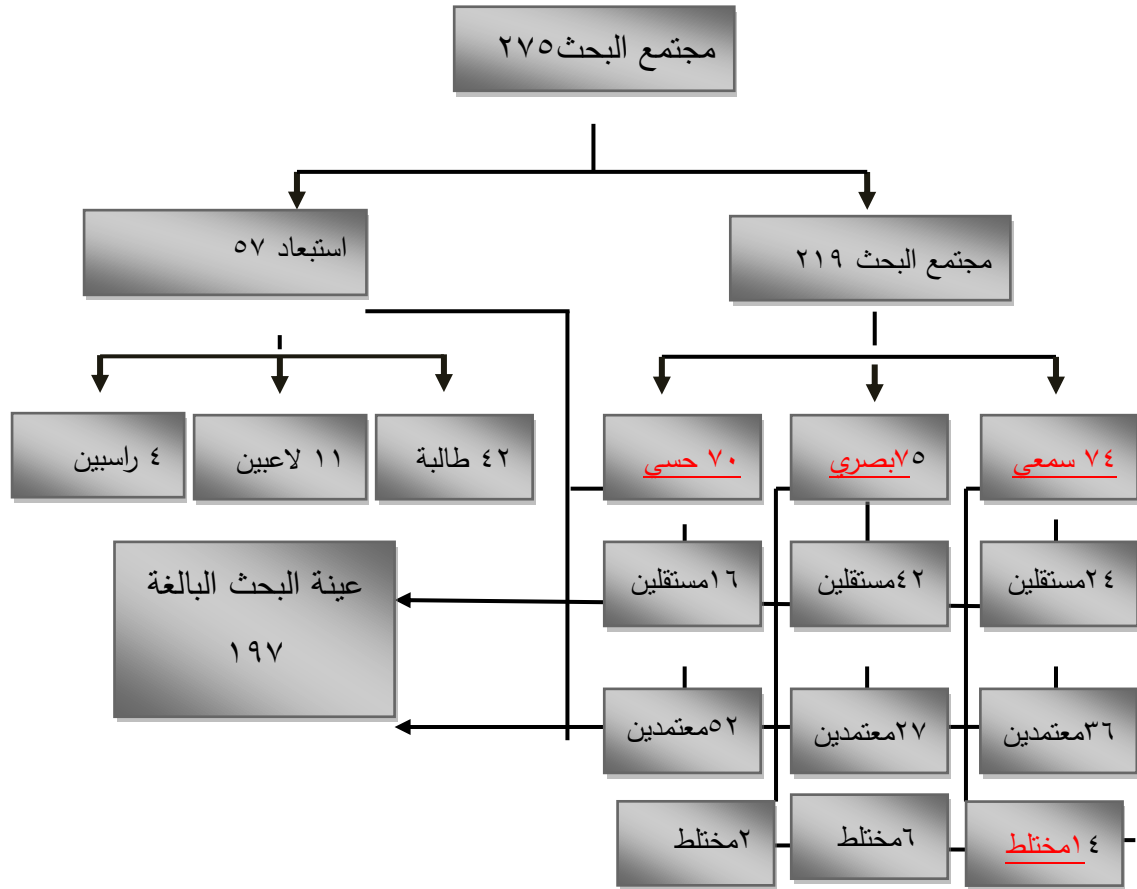 مجتمع البحث٢٧٥
مجتمع البحث ٢١٩
استبعاد ٥٧
٧٤ سمعي
٧٥بصري
٧٠ حسي
٤٢ طالبة
١١ لاعبين
٤ راسبين
٢٤مستقلين
٤٢مستقلين
١٦مستقلين
عينة البحث البالغة
١٩٧
٣٦معتمدين
٢٧معتمدين
٥٢معتمدين
١٤مختلط
٦مختلط
٢مختلط